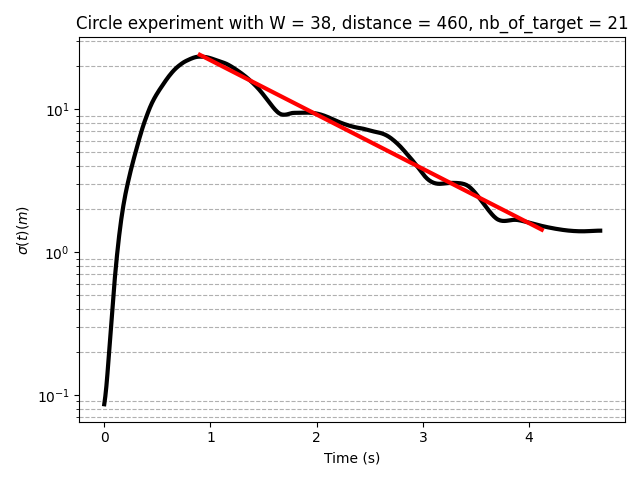 Circle experiment with W = 38, distance = 460, nb_of_target = 21
σ(t)(m)
10¹
10⁰
10⁻¹
0 1 2 3 4
Time (s)